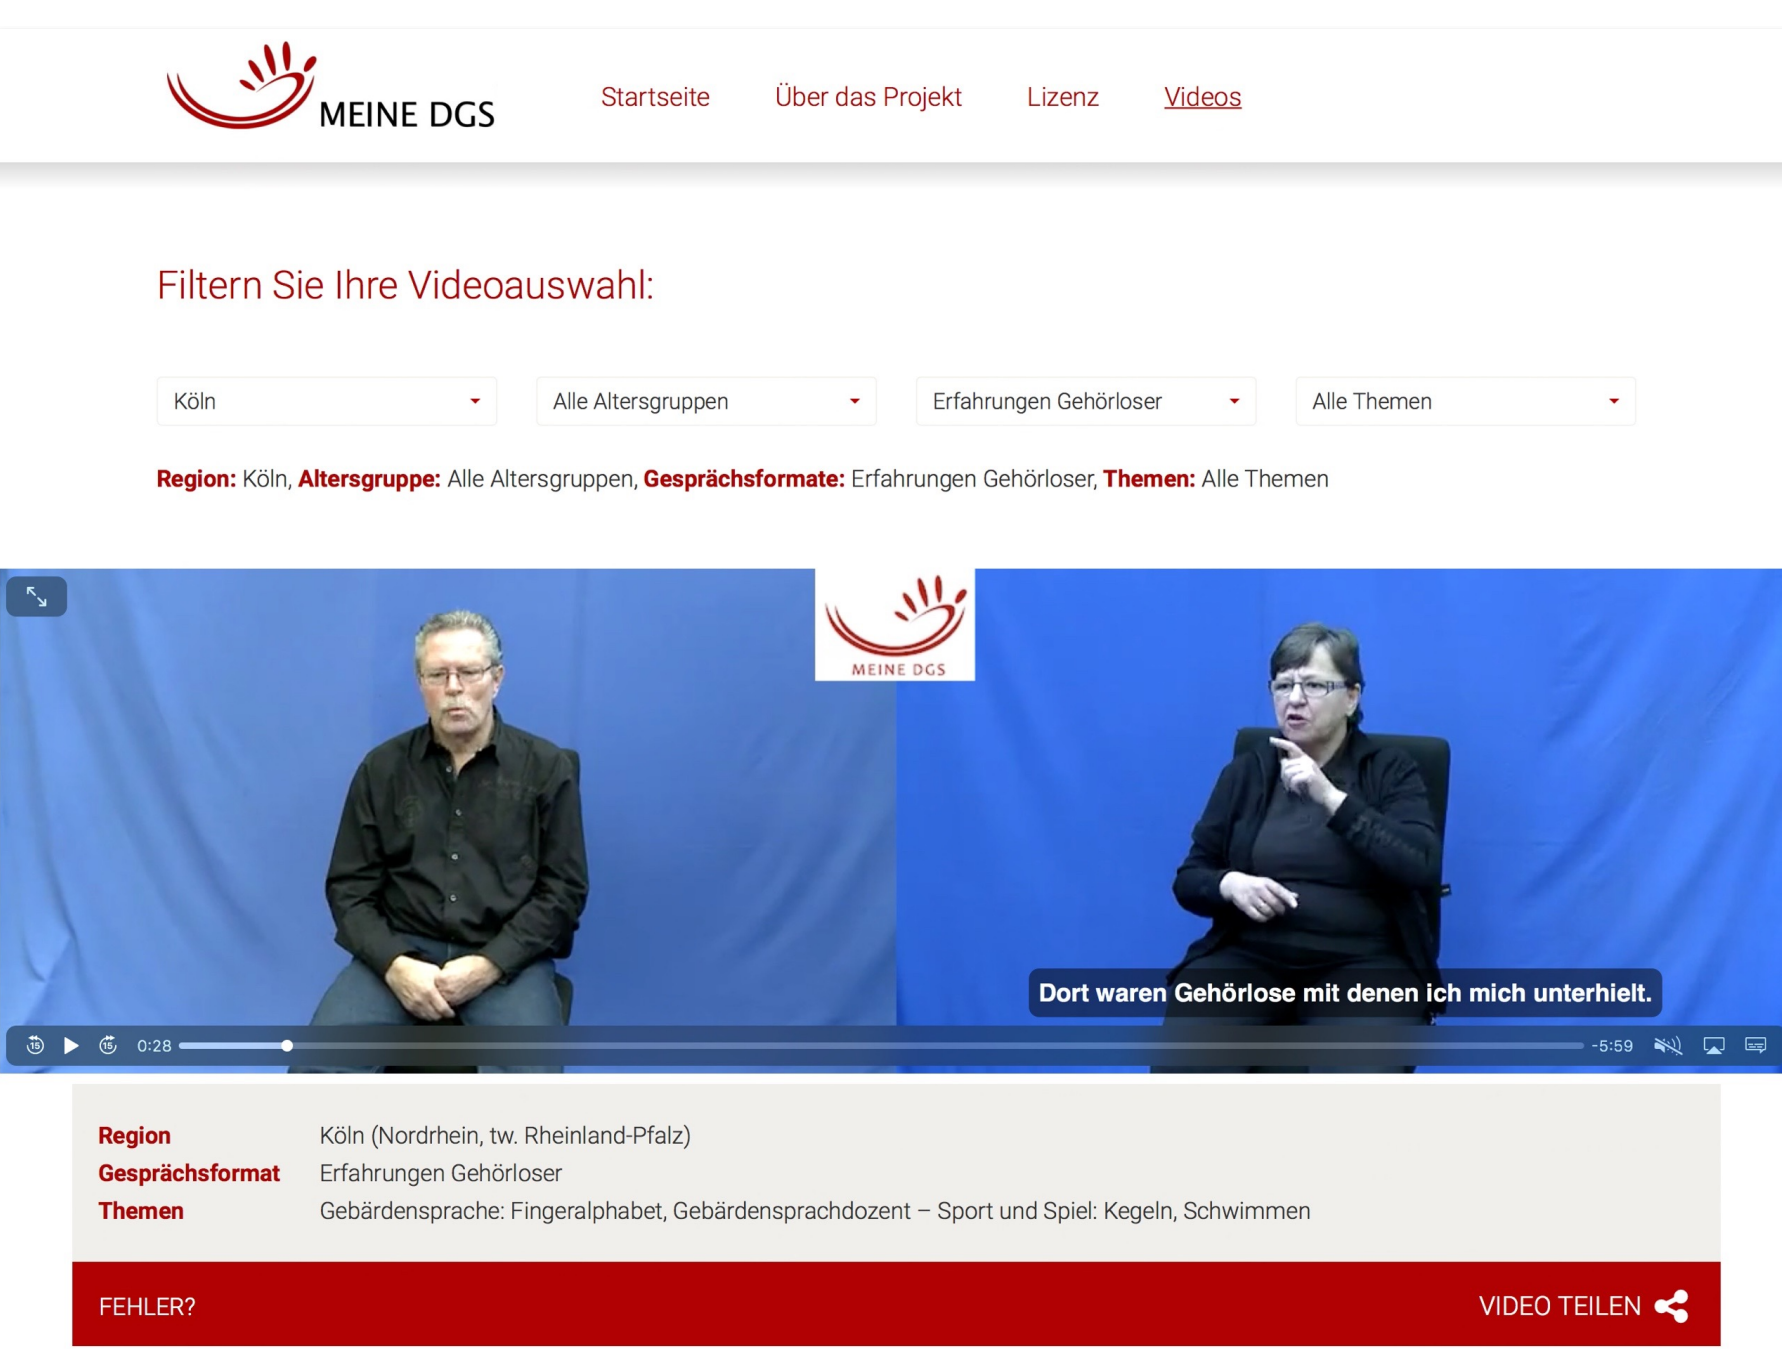 MEINE DGS
Startseite Über das Projekt Lizenz Videos
Filtern Sie Ihre Videoauswahl:
Köln Alle Altersgruppen Erfahrungen Gehörloser Alle Themen
Region: Köln, Altersgruppe: Alle Altersgruppen, Gesprächsformate: Erfahrungen Gehörloser, Themen: Alle Themen
MEINE DGS
Dort waren Gehörlose mit denen ich mich unterhielt.
15 15 0:28 -5:59
Region Köln (Nordrhein, tw. Rheinland-Pfalz)
Gesprächsformat Erfahrungen Gehörloser
Themen Gebärdensprache: Fingeralphabet, Gebärdensprachdozent – Sport und Spiel: Kegeln, Schwimmen
FEHLER? VIDEO TEILEN